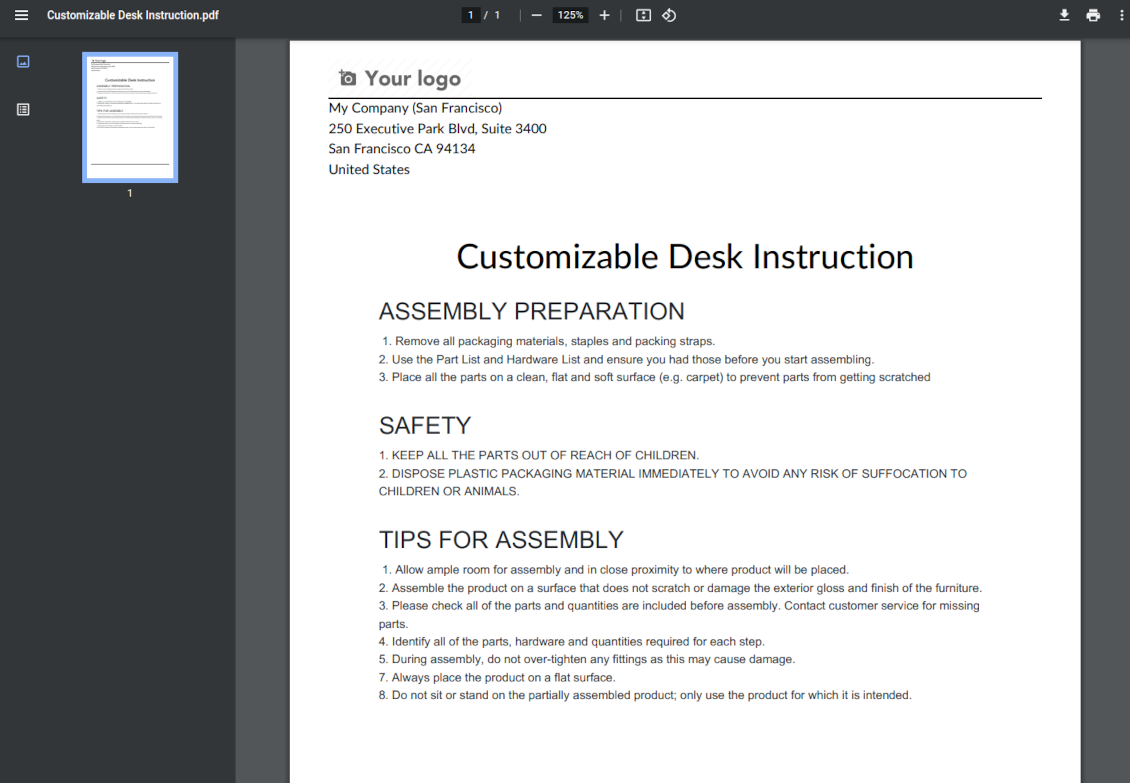 Customizable Desk Instruction.pdf
1 / 1
125%
1
Your logo
My Company (San Francisco)
250 Executive Park Blvd, Suite 3400
San Francisco CA 94134
United States
Customizable Desk Instruction
ASSEMBLY PREPARATION
1. Remove all packaging materials, staples and packing straps.
2. Use the Part List and Hardware List and ensure you had those before you start assembling.
3. Place all the parts on a clean, flat and soft surface (e.g. carpet) to prevent parts from getting scratched
SAFETY
1. KEEP ALL THE PARTS OUT OF REACH OF CHILDREN.
2. DISPOSE PLASTIC PACKAGING MATERIAL IMMEDIATELY TO AVOID ANY RISK OF SUFFOCATION TO
CHILDREN OR ANIMALS.
TIPS FOR ASSEMBLY
1. Allow ample room for assembly and in close proximity to where product will be placed.
2. Assemble the product on a surface that does not scratch or damage the exterior gloss and finish of the furniture.
3. Please check all of the parts and quantities are included before assembly. Contact customer service for missing
parts.
4. Identify all of the parts, hardware and quantities required for each step.
5. During assembly, do not over-tighten any fittings as this may cause damage.
7. Always place the product on a flat surface.
8. Do not sit or stand on the partially assembled product; only use the product for which it is intended.